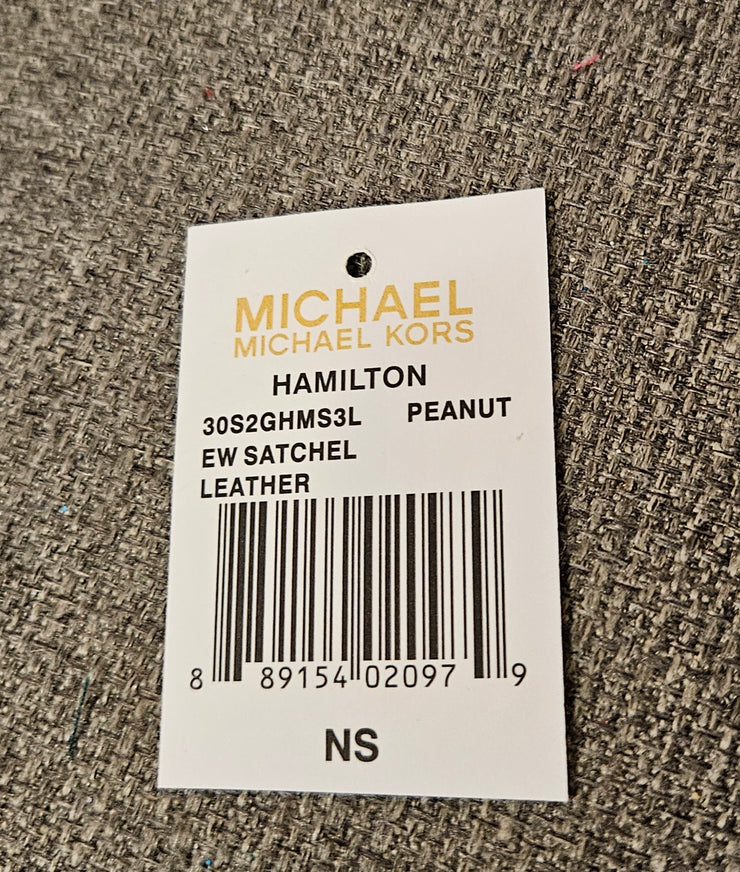 MICHAEL
MICHAEL KORS
HAMILTON
30S2GHMS3L PEANUT
EW SATCHEL
LEATHER
8 89154 02097 9
NS